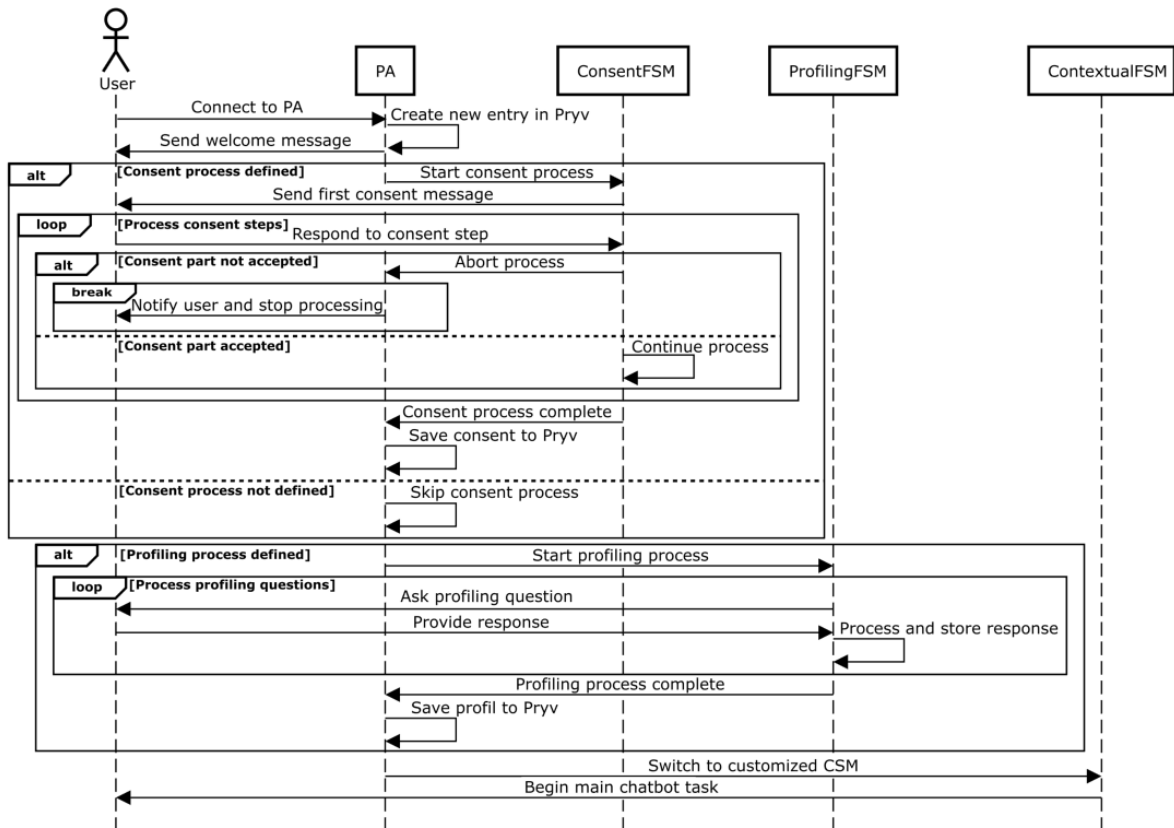 User
PA
ConsentFSM
ProfilingFSM
ContextualFSM
Connect to PA
Create new entry in Pryv
Send welcome message
alt
[Consent process defined]
Start consent process
Send first consent message
loop
[Process consent steps]
Respond to consent step
alt
[Consent part not accepted]
Abort process
break
Notify user and stop processing
[Consent part accepted]
Continue process
Consent process complete
Save consent to Pryv
[Consent process not defined]
Skip consent process
alt
[Profiling process defined]
Start profiling process
loop
[Process profiling questions]
Ask profiling question
Provide response
Process and store response
Profiling process complete
Save profil to Pryv
Switch to customized CSM
Begin main chatbot task